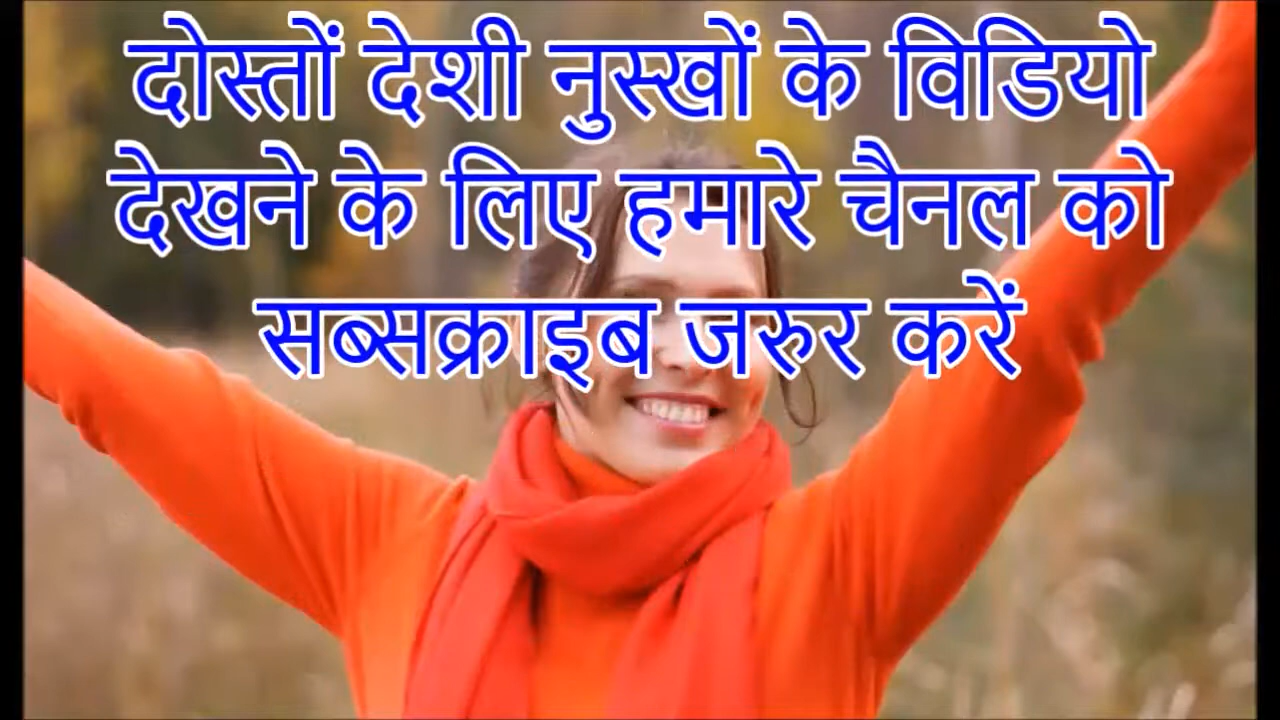 दोस्तों देशी नुस्खों के विडियो
देखने के लिए हमारे चैनल को
सब्सक्राइब जरुर करें